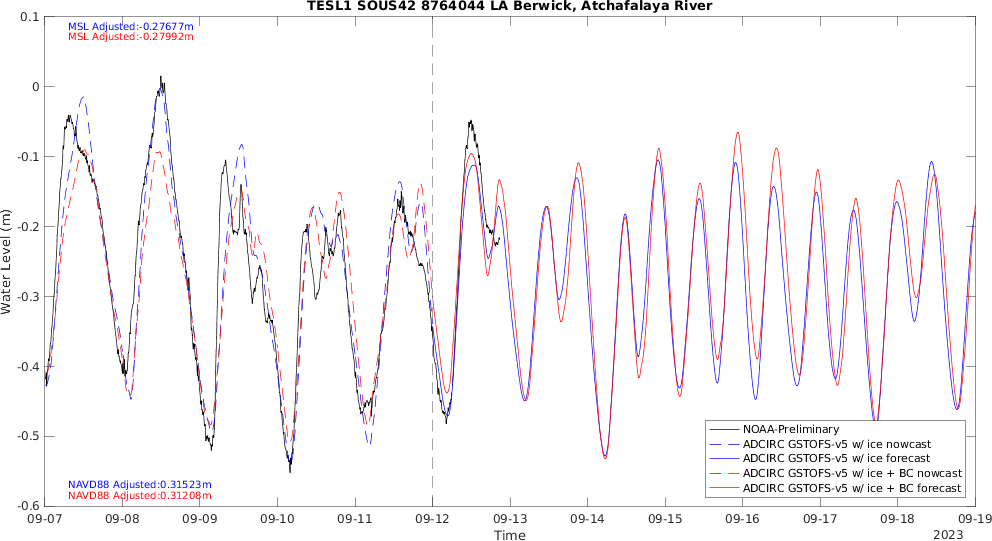 TESL1 SOUS42 8764044 LA Berwick, Atchafalaya River
MSL Adjusted:-0.27677m
MSL Adjusted:-0.27992m
0.1
0
-0.1
-0.2
-0.3
-0.4
-0.5
-0.6
Water Level (m)
NOAA-Preliminary
ADCIRC GSTOFS-v5 w/ ice nowcast
ADCIRC GSTOFS-v5 w/ ice forecast
ADCIRC GSTOFS-v5 w/ ice + BC nowcast
ADCIRC GSTOFS-v5 w/ ice + BC forecast
NAVD88 Adjusted:0.31523m
NAVD88 Adjusted:0.31208m
09-07 09-08 09-09 09-10 09-11 09-12 09-13 09-14 09-15 09-16 09-17 09-18 09-19
Time
2023